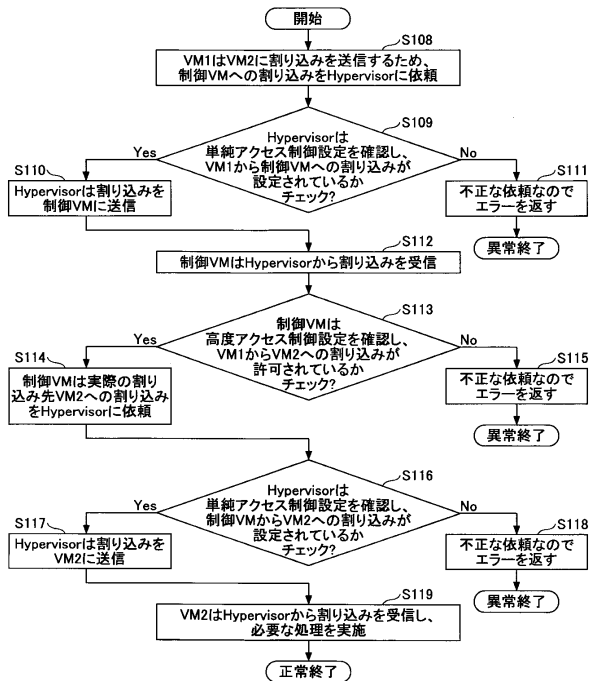 開始
S108
VM1はVM2に割り込みを送信するため、
制御VMへの割り込みをHypervisorに依頼
S109
Hypervisorは
単純アクセス制御設定を確認し、
VM1から制御VMへの割り込みが
設定されているか
チェック?
Yes
No
S110
Hypervisorは割り込みを
制御VMに送信
S111
不正な依頼なので
エラーを返す
異常終了
S112
制御VMはHypervisorから割り込みを受信
S113
制御VMは
高度アクセス制御設定を確認し、
VM1からVM2への割り込みが
許可されているか
チェック?
Yes
No
S114
制御VMは実際の割り
込み先VM2への割り込み
をHypervisorに依頼
S115
不正な依頼なので
エラーを返す
異常終了
S116
Hypervisorは
単純アクセス制御設定を確認し、
制御VMからVM2への割り込みが
設定されているか
チェック?
Yes
No
S117
Hypervisorは割り込みを
VM2に送信
S118
不正な依頼なので
エラーを返す
異常終了
S119
VM2はHypervisorから割り込みを受信し、
必要な処理を実施
正常終了